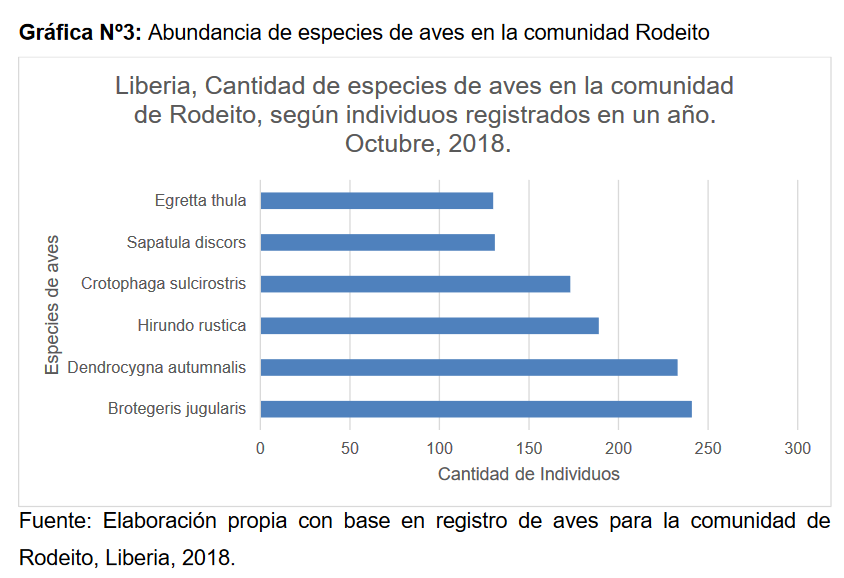 Gráfica Nº3: Abundancia de especies de aves en la comunidad Rodeito
Liberia, Cantidad de especies de aves en la comunidad
de Rodeito, según individuos registrados en un año.
Octubre, 2018.
Especies de aves
Egretta thula
Sapatula discors
Crotophaga sulcirostris
Hirundo rustica
Dendrocygna autumnalis
Brotegeris jugularis
0 50 100 150 200 250 300
Cantidad de Individuos
Fuente: Elaboración propia con base en registro de aves para la comunidad de
Rodeito, Liberia, 2018.